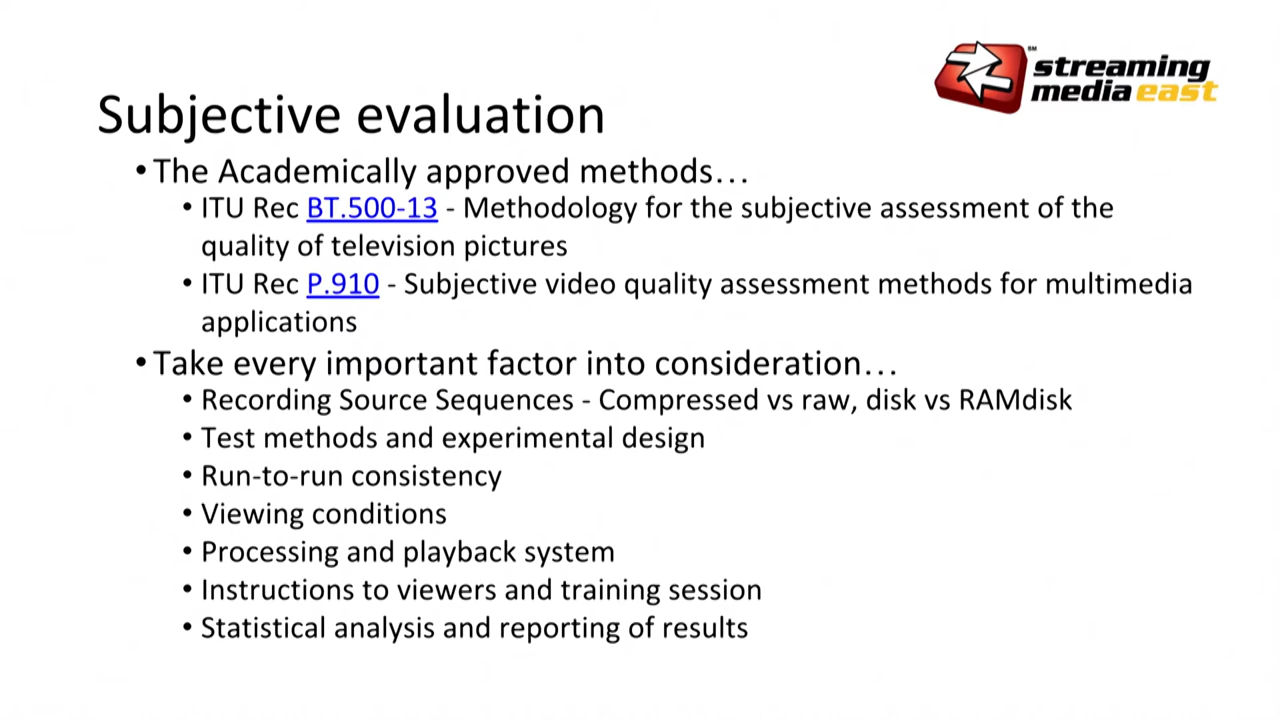 streaming
media east
SM
Subjective evaluation
• The Academically approved methods…
• ITU Rec BT.500-13 - Methodology for the subjective assessment of the
quality of television pictures
• ITU Rec P.910 - Subjective video quality assessment methods for multimedia
applications
• Take every important factor into consideration…
• Recording Source Sequences - Compressed vs raw, disk vs RAMdisk
• Test methods and experimental design
• Run-to-run consistency
• Viewing conditions
• Processing and playback system
• Instructions to viewers and training session
• Statistical analysis and reporting of results